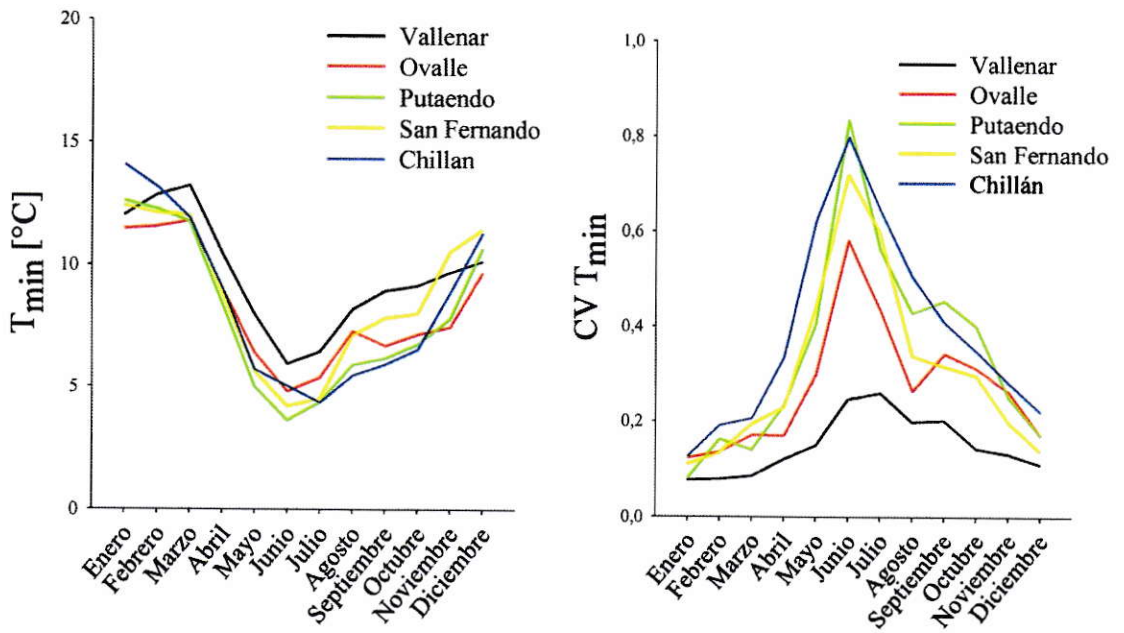 20
15
10
5
0
T_min [°C]
Vallenar
Ovalle
Putaendo
San Fernando
Chillan
Enero
Febrero
Marzo
Abril
Mayo
Junio
Julio
Agosto
Septiembre
Octubre
Noviembre
Diciembre
1,0
0,8
0,6
0,4
0,2
0,0
CV T_min
Vallenar
Ovalle
Putaendo
San Fernando
Chillán
Enero
Febrero
Marzo
Abril
Mayo
Junio
Julio
Agosto
Septiembre
Octubre
Noviembre
Diciembre